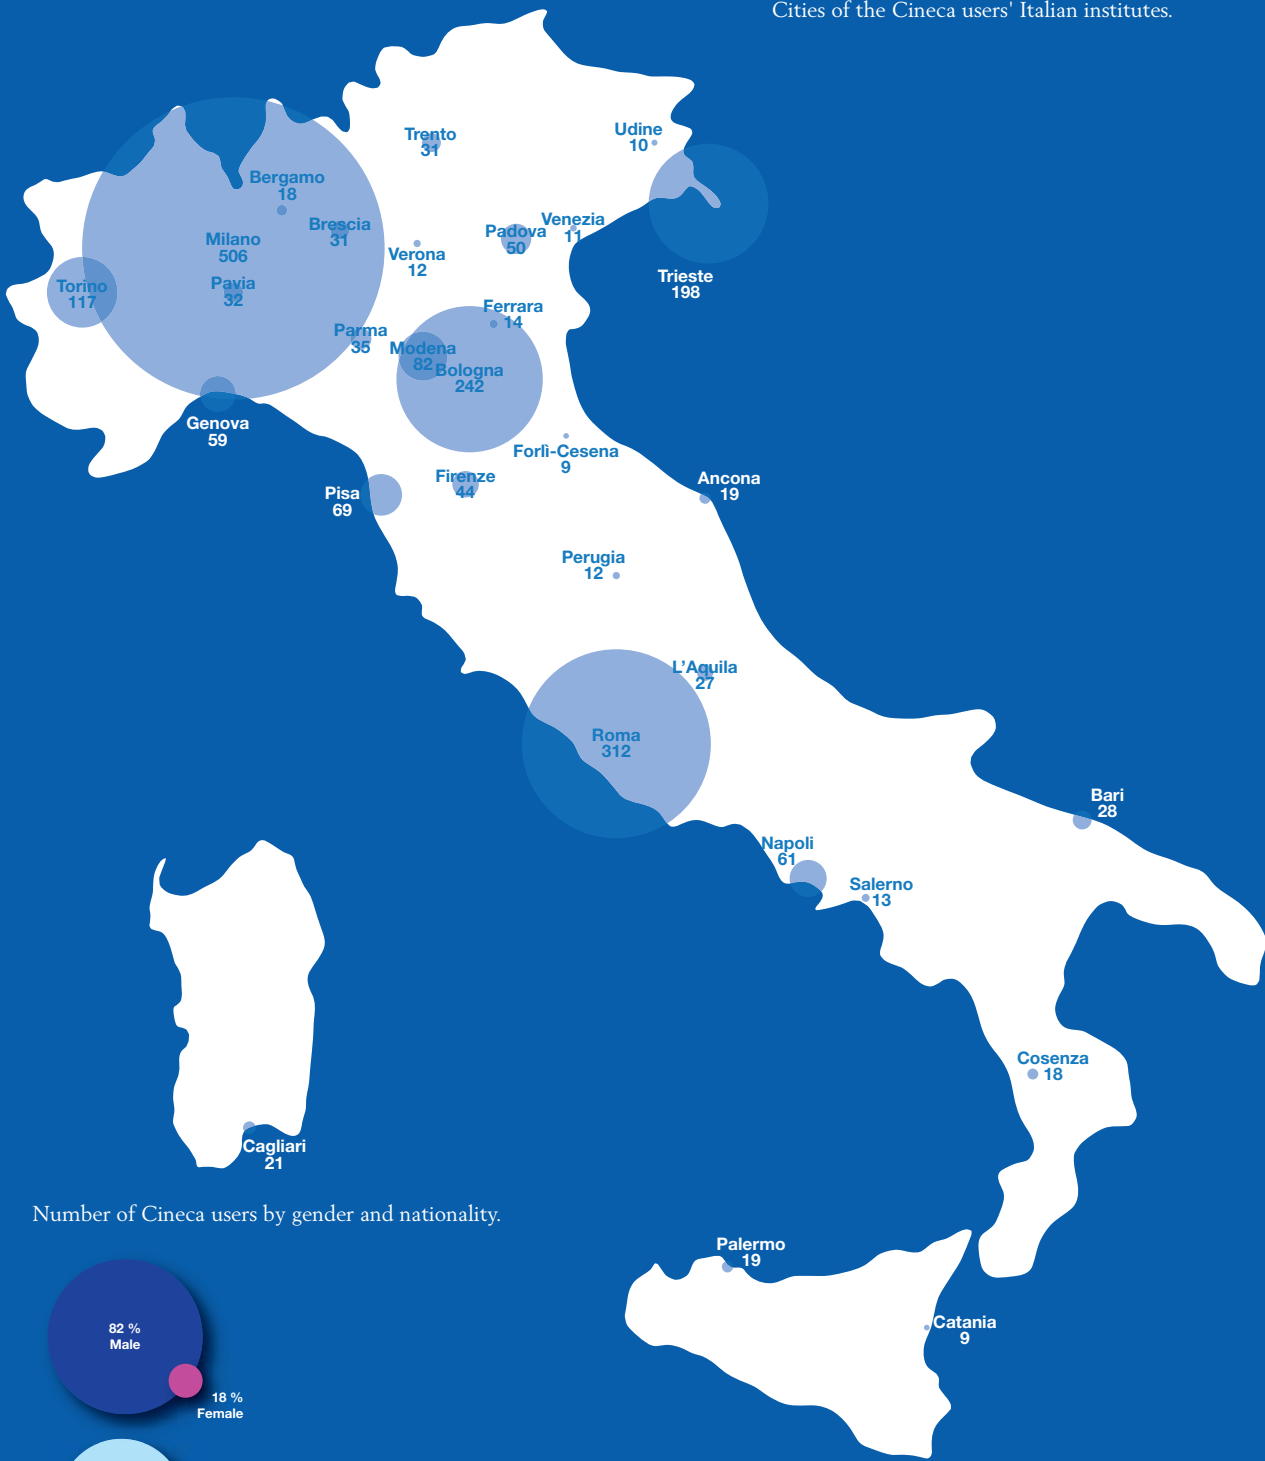 Cities of the Cineca users' Italian institutes.
Trento
31
Udine
10
Bergamo
18
Brescia
31
Milano
506
Verona
12
Padova
50
Venezia
11
Trieste
198
Torino
117
Pavia
32
Ferrara
14
Parma
35
Modena
82
Bologna
242
Genova
59
Forlì-Cesena
9
Firenze
44
Pisa
69
Ancona
19
Perugia
12
L'Aquila
27
Roma
312
Bari
28
Napoli
61
Salerno
13
Cosenza
18
Cagliari
21
Number of Cineca users by gender and nationality.
Palermo
19
Catania
9
82 %
Male
18 %
Female